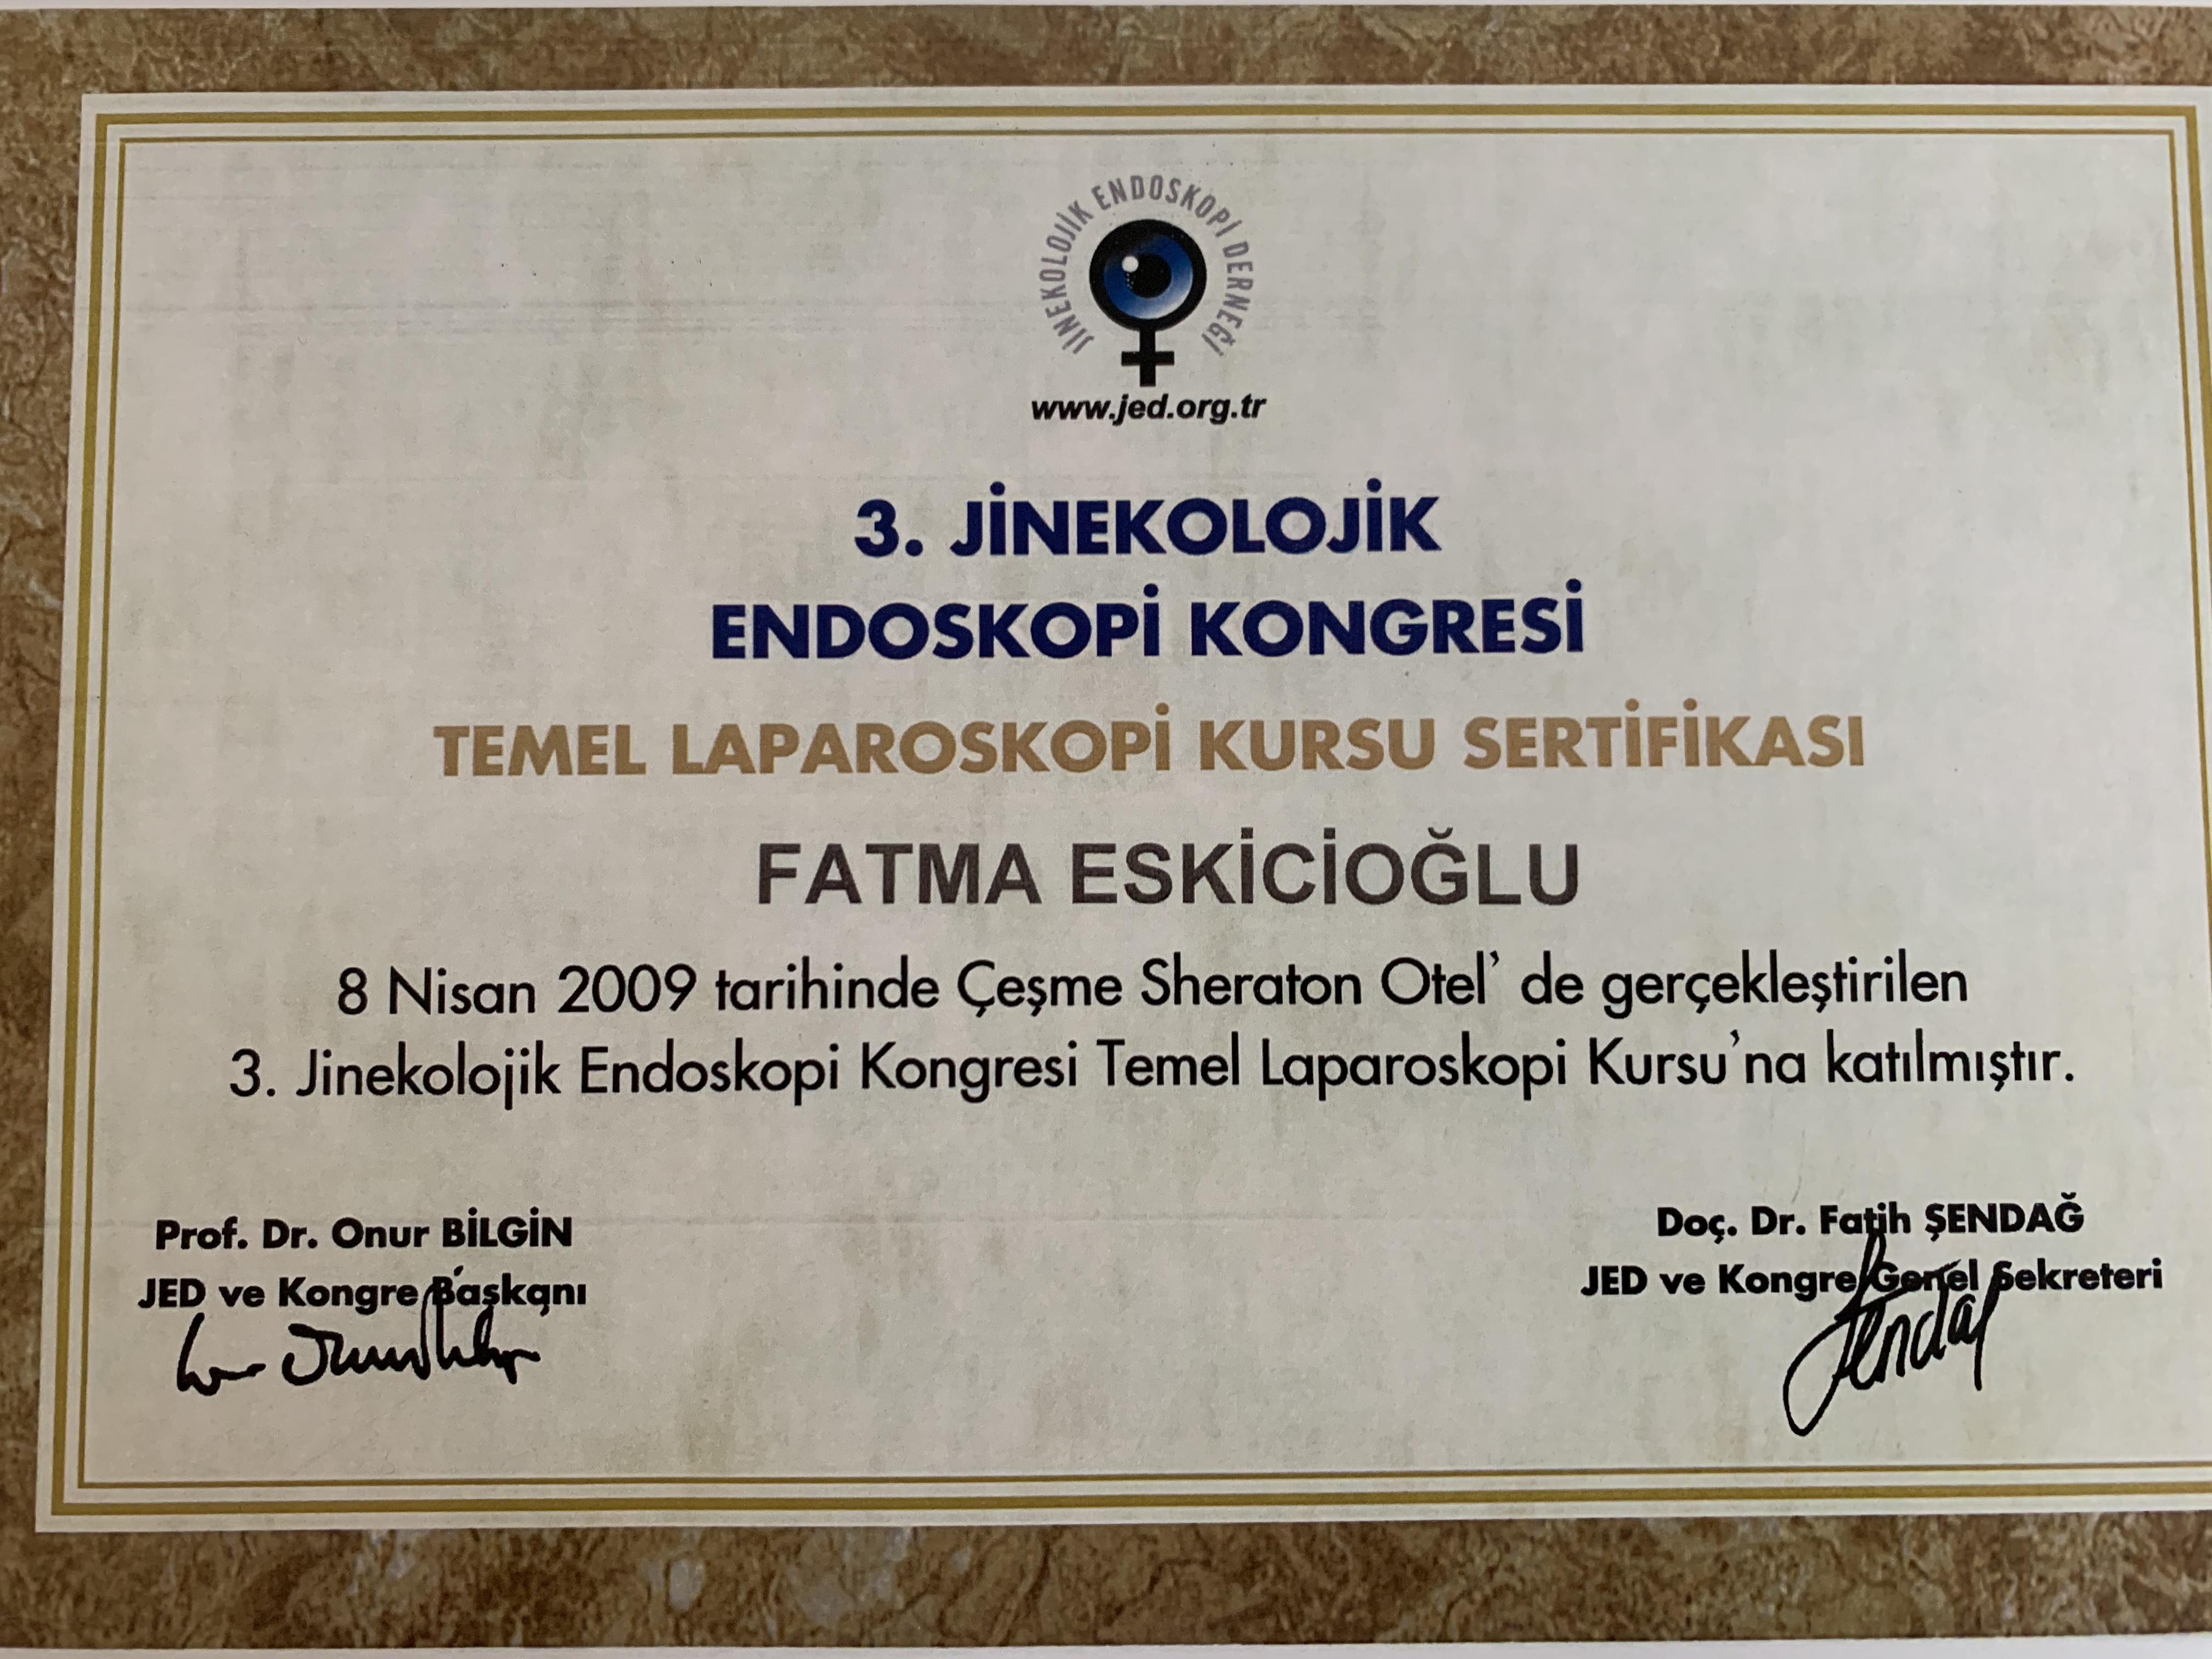 JİNEKOLOJİK ENDOSKOPİ DERNEĞİ
www.jed.org.tr
3. JİNEKOLOJİK
ENDOSKOPİ KONGRESİ
TEMEL LAPAROSKOPİ KURSU SERTİFİKASI
FATMA ESKİCİOĞLU
8 Nisan 2009 tarihinde Çeşme Sheraton Otel' de gerçekleştirilen
3. Jinekolojik Endoskopi Kongresi Temel Laparoskopi Kursu'na katılmıştır.
Prof. Dr. Onur BİLGİN
JED ve Kongre Başkanı
Doç. Dr. Fatih ŞENDAĞ
JED ve Kongre Genel Sekreteri